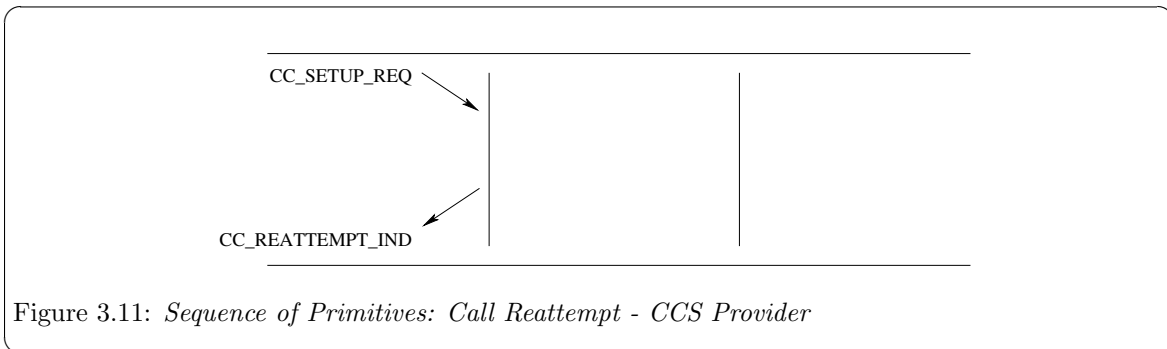 CC_SETUP_REQ
CC_REATTEMPT_IND
Figure 3.11: Sequence of Primitives: Call Reattempt - CCS Provider